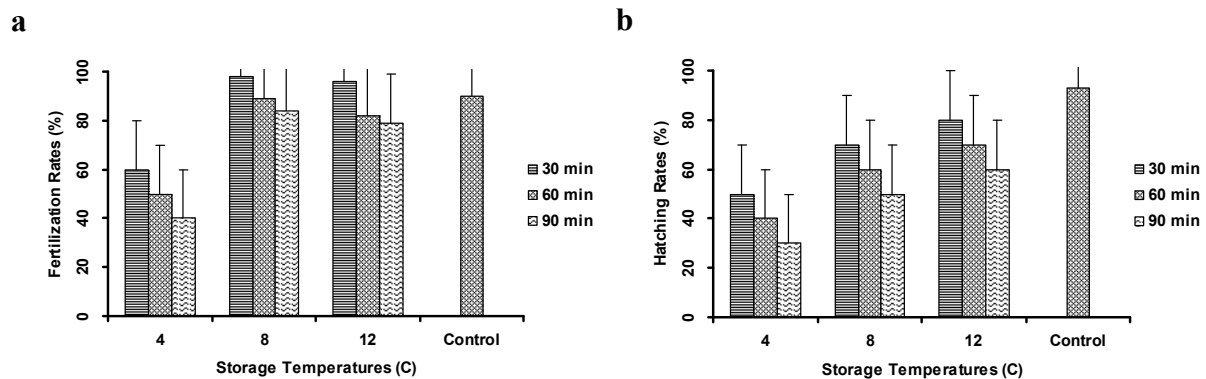 a
Fertilization Rates (%)
100
80
60
40
20
0
4 8 12 Control
Storage Temperatures (C)
30 min
60 min
90 min
b
Hatching Rates (%)
100
80
60
40
20
0
4 8 12 Control
Storage Temperatures (C)
30 min
60 min
90 min